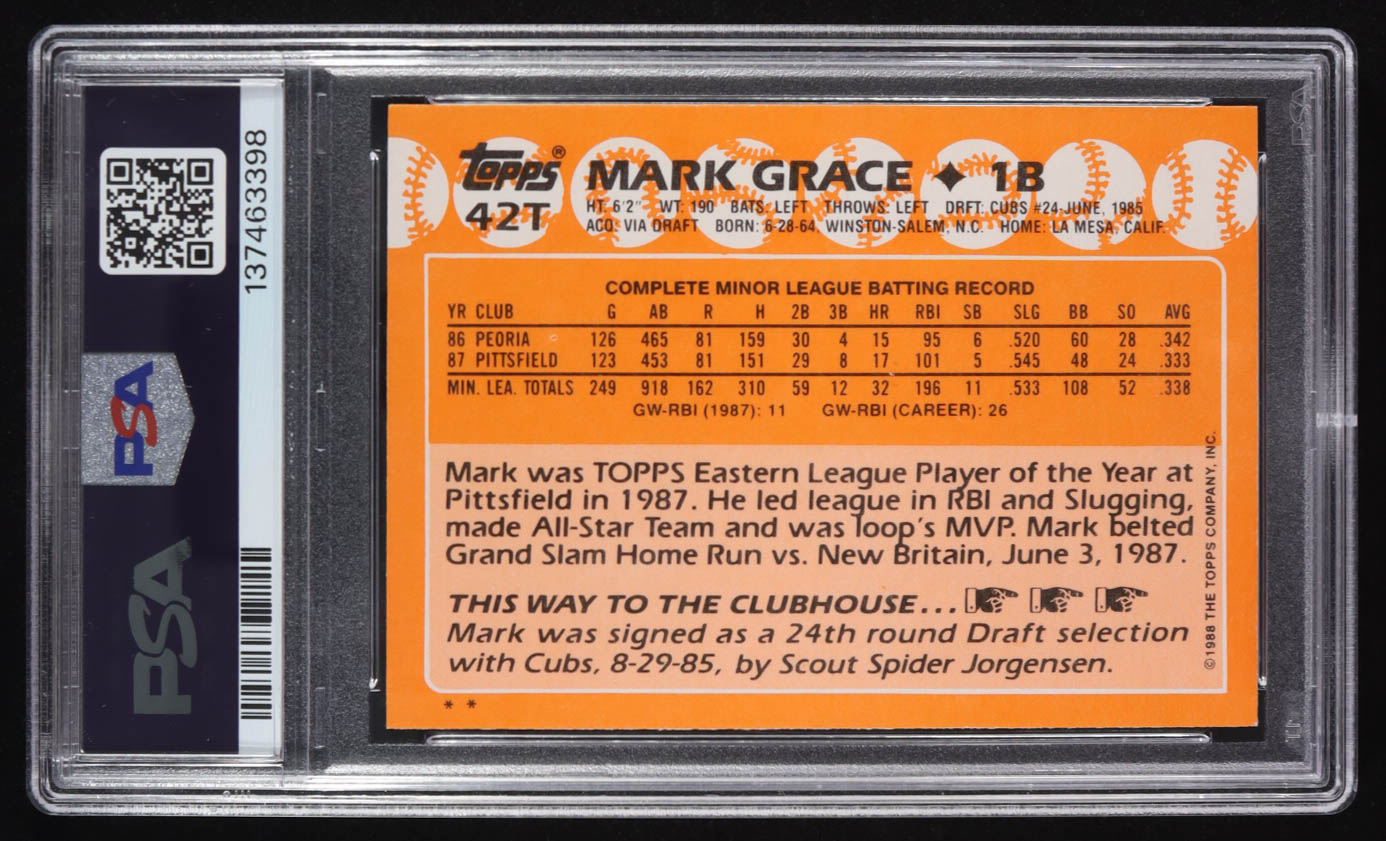 137463398
PSA
PSA
TOPPS®
42T
MARK GRACE ✦ 1B
HT: 6'2" WT: 190 BATS: LEFT THROWS: LEFT DRFT: CUBS #24-JUNE, 1985
ACQ: VIA DRAFT BORN: 6-28-64, WINSTON-SALEM, N.C. HOME: LA MESA, CALIF.
COMPLETE MINOR LEAGUE BATTING RECORD
YR CLUB G AB R H 2B 3B HR RBI SB SLG BB SO AVG
86 PEORIA 126 465 81 159 30 4 15 95 6 .520 60 28 .342
87 PITTSFIELD 123 453 81 151 29 8 17 101 5 .545 48 24 .333
MIN. LEA. TOTALS 249 918 162 310 59 12 32 196 11 .533 108 52 .338
GW-RBI (1987): 11 GW-RBI (CAREER): 26
Mark was TOPPS Eastern League Player of the Year at
Pittsfield in 1987. He led league in RBI and Slugging,
made All-Star Team and was loop's MVP. Mark belted
Grand Slam Home Run vs. New Britain, June 3, 1987.
THIS WAY TO THE CLUBHOUSE...
Mark was signed as a 24th round Draft selection
with Cubs, 8-29-85, by Scout Spider Jorgensen.
* *
©1988 THE TOPPS COMPANY, INC.
PSA